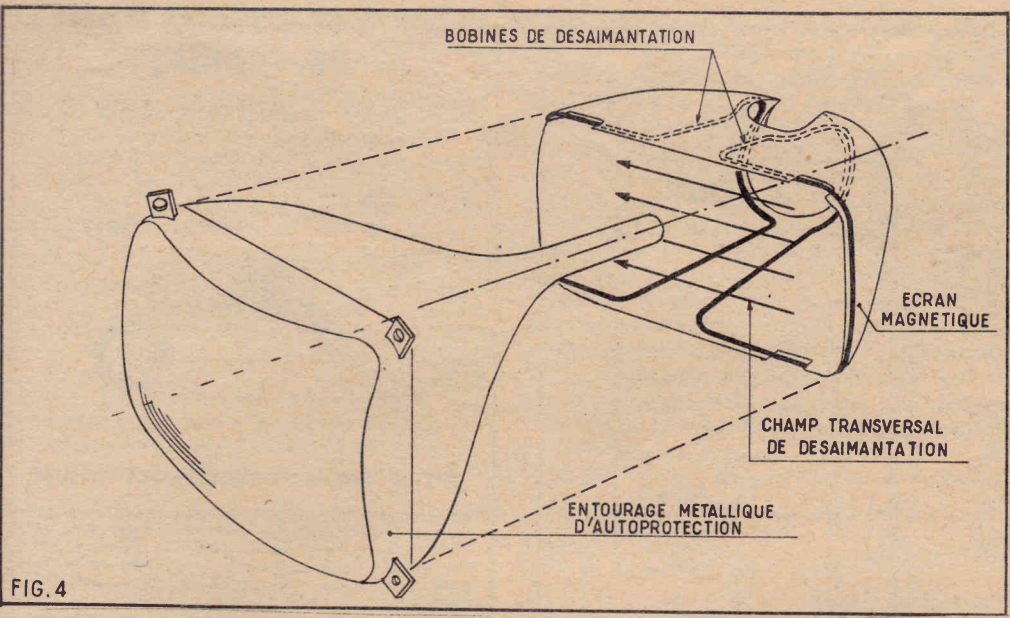 BOBINES DE DESAIMANTATION
ECRAN
MAGNETIQUE
CHAMP TRANSVERSAL
DE DESAIMANTATION
ENTOURAGE METALLIQUE
D'AUTOPROTECTION
FIG. 4